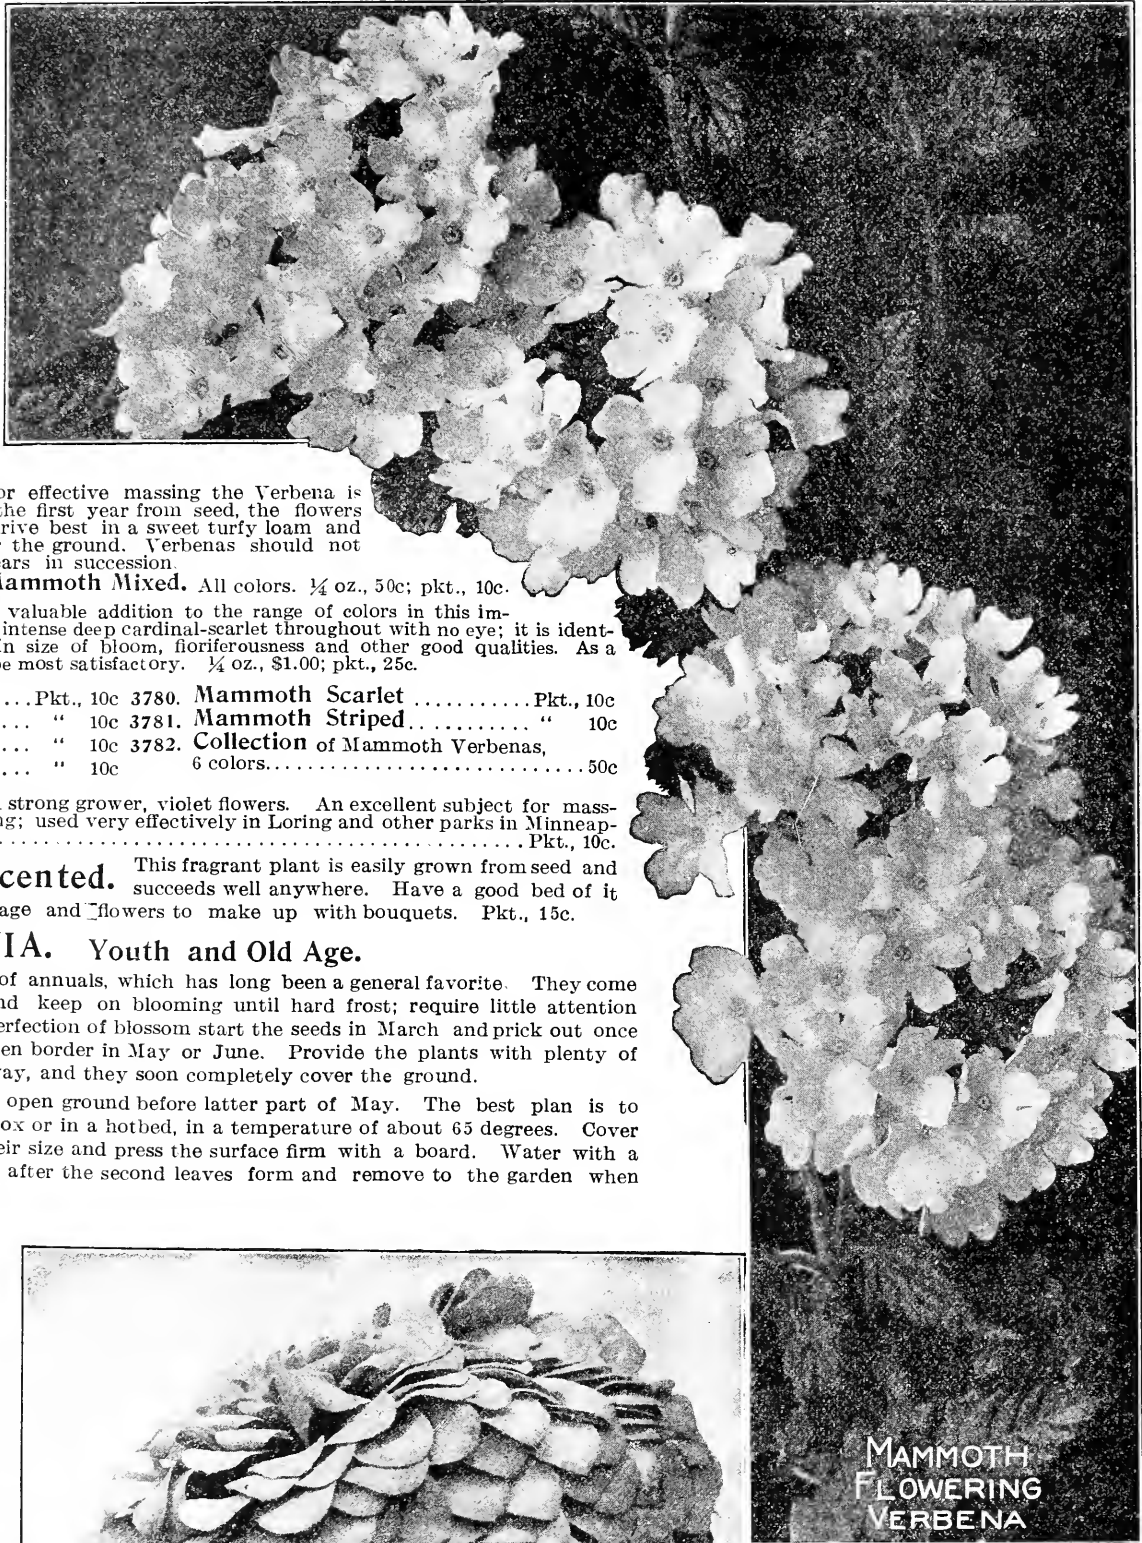 or effective massing the Verbena is
the first year from seed, the flowers
rive best in a sweet turfy loam and
the ground. Verbenas should not
ears in succession.
Mammoth Mixed. All colors. ¼ oz., 50c; pkt., 10c.
valuable addition to the range of colors in this im-
intense deep cardinal-scarlet throughout with no eye; it is ident-
in size of bloom, fioriferousness and other good qualities. As a
e most satisfactory. ¼ oz., $1.00; pkt., 25c.
...Pkt., 10c 3780. Mammoth Scarlet ...........Pkt., 10c
... “ 10c 3781. Mammoth Striped........... “ 10c
... “ 10c 3782. Collection of Mammoth Verbenas,
... “ 10c 6 colors.............................50c
strong grower, violet flowers. An excellent subject for mass-
ng; used very effectively in Loring and other parks in Minneap-
.................................................Pkt., 10c.
cented. This fragrant plant is easily grown from seed and
succeeds well anywhere. Have a good bed of it
age and flowers to make up with bouquets. Pkt., 15c.
IA. Youth and Old Age.
of annuals, which has long been a general favorite. They come
nd keep on blooming until hard frost; require little attention
erfection of blossom start the seeds in March and prick out once
en border in May or June. Provide the plants with plenty of
ay, and they soon completely cover the ground.
open ground before latter part of May. The best plan is to
ox or in a hotbed, in a temperature of about 65 degrees. Cover
eir size and press the surface firm with a board. Water with a
after the second leaves form and remove to the garden when
MAMMOTH
FLOWERING
VERBENA